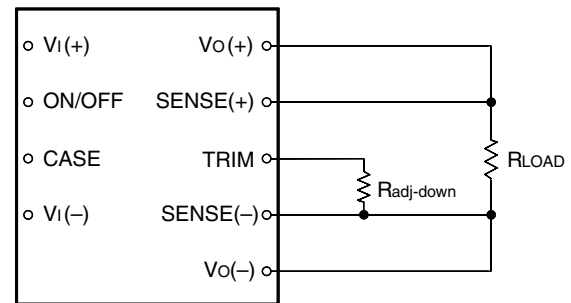 VI(+) VO(+)
ON/OFF SENSE(+)
CASE TRIM
RLOAD
Radj-down
VI(–) SENSE(–)
VO(–)